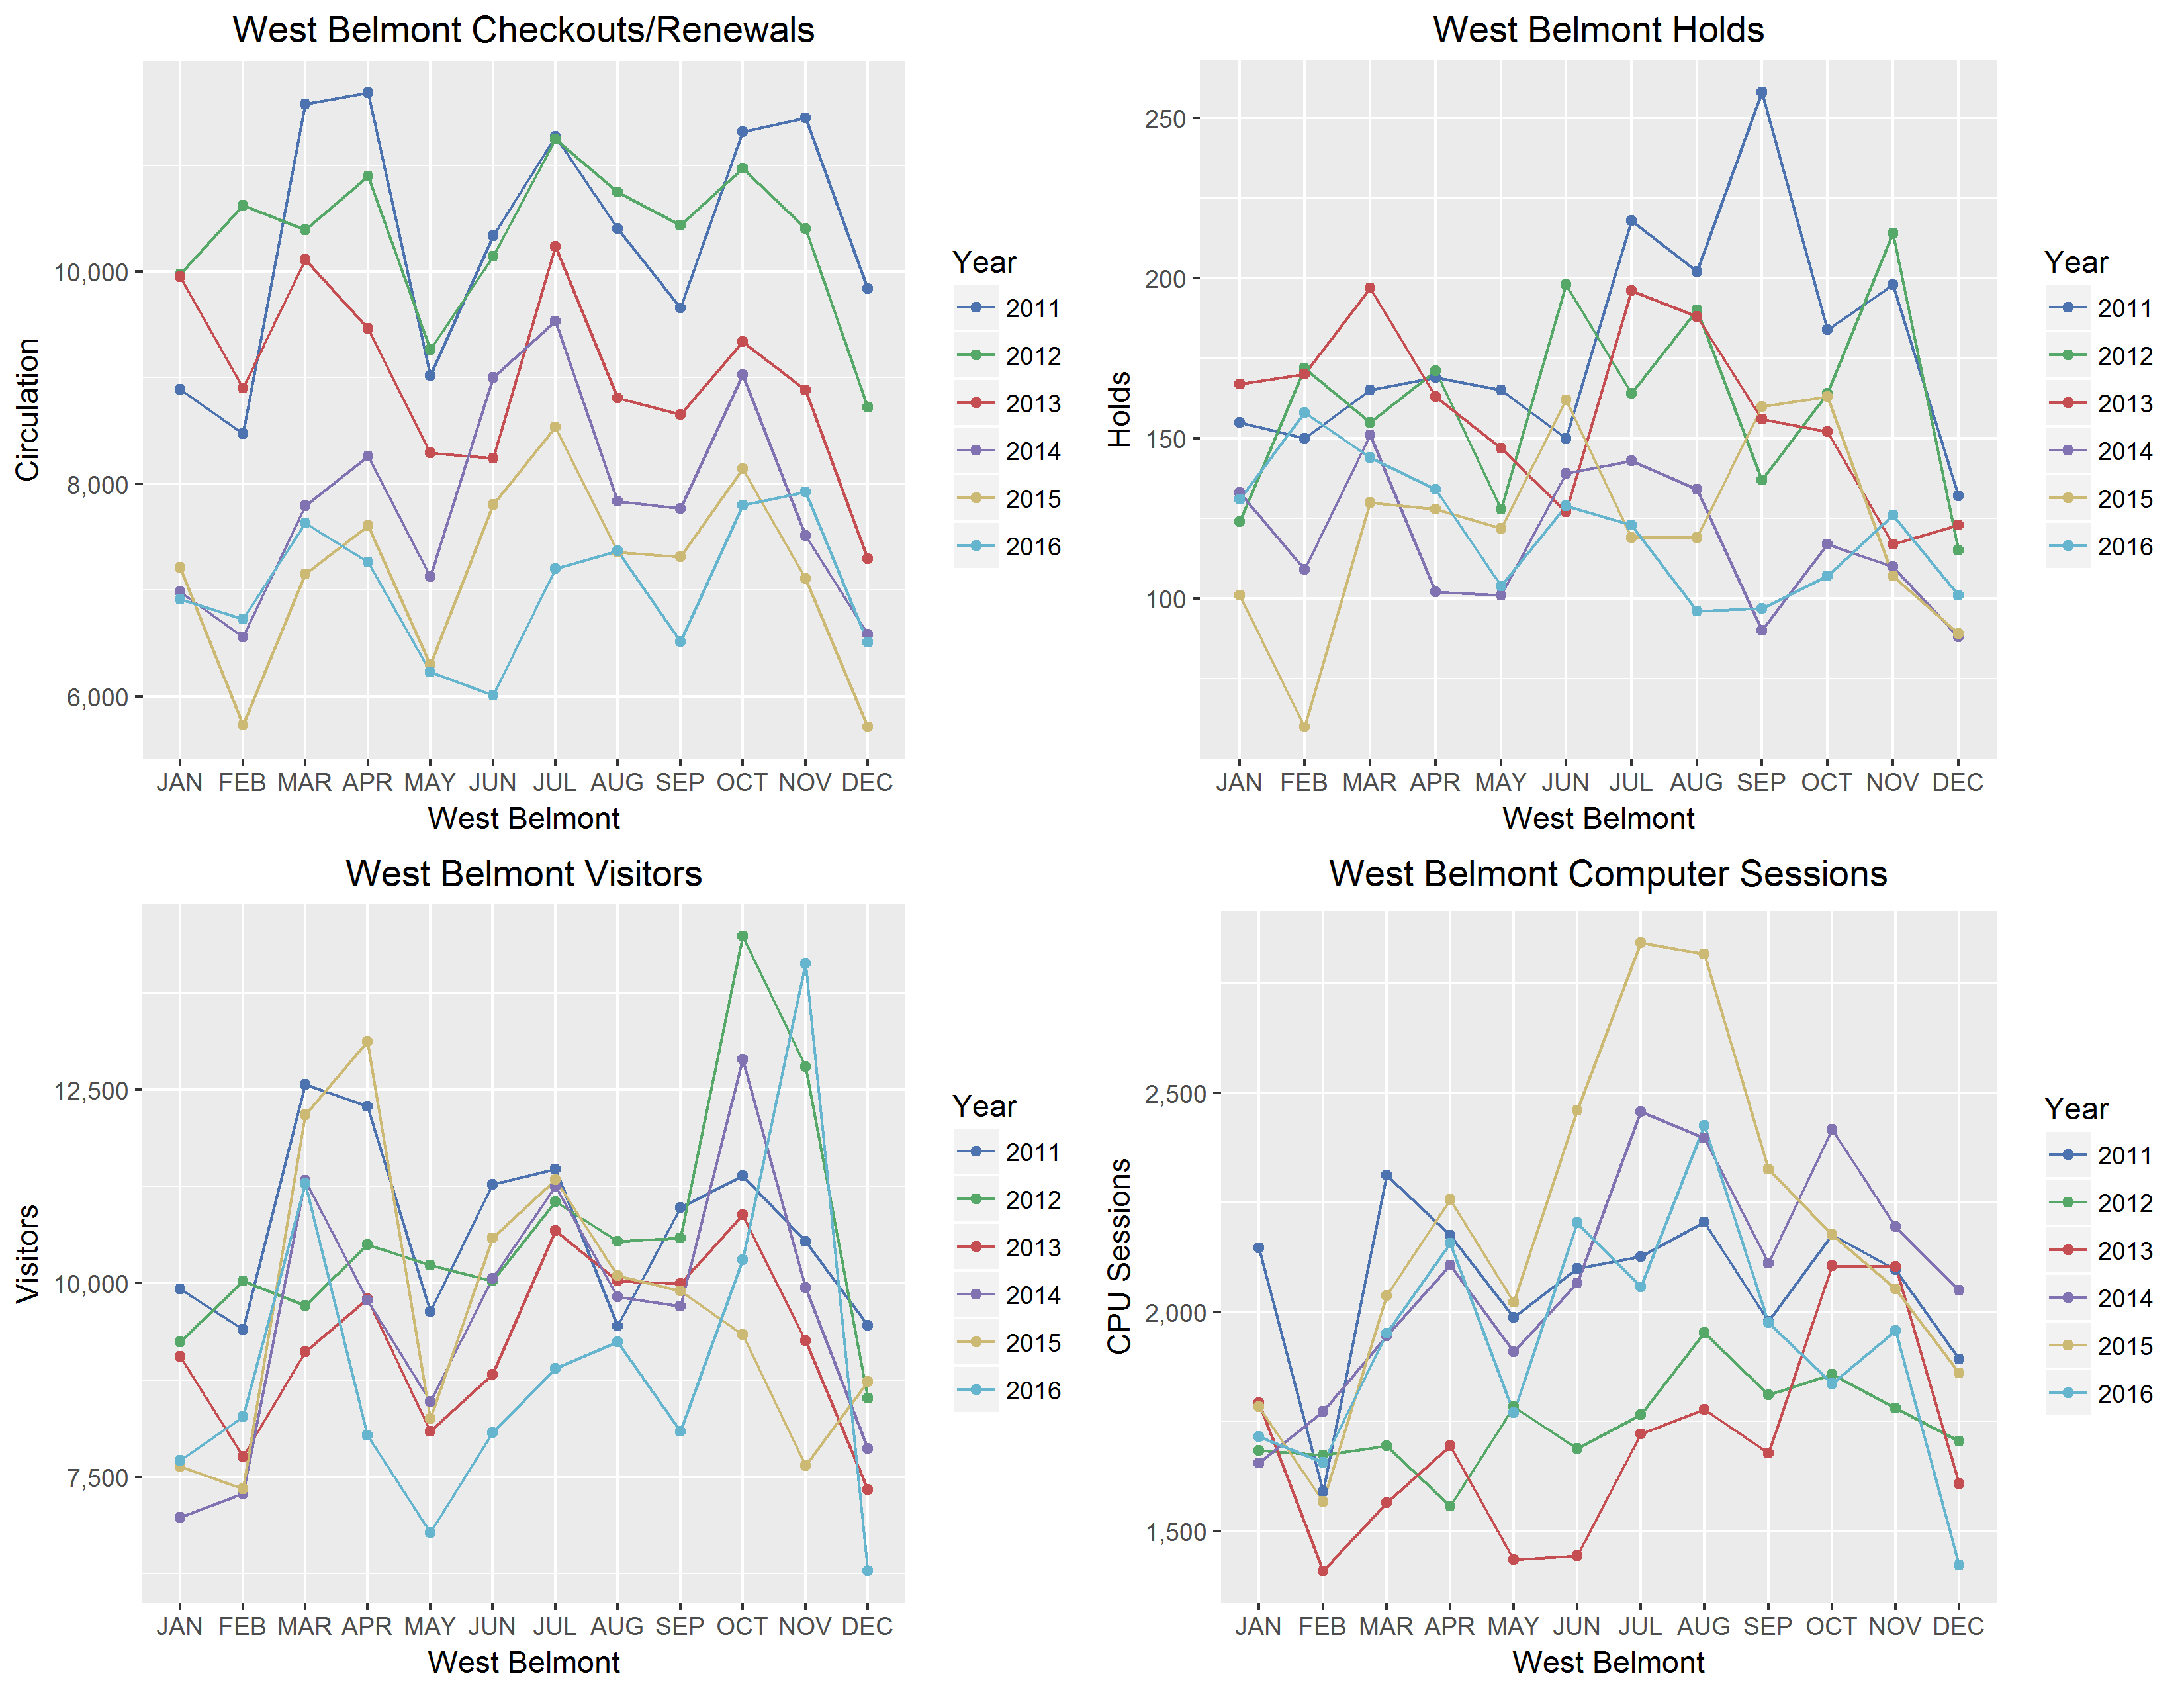 West Belmont Checkouts/Renewals
Circulation
10,000
8,000
6,000
JAN FEB MAR APR MAY JUN JUL AUG SEP OCT NOV DEC
West Belmont
Year
2011
2012
2013
2014
2015
2016
West Belmont Holds
Holds
250
200
150
100
JAN FEB MAR APR MAY JUN JUL AUG SEP OCT NOV DEC
West Belmont
Year
2011
2012
2013
2014
2015
2016
West Belmont Visitors
Visitors
12,500
10,000
7,500
JAN FEB MAR APR MAY JUN JUL AUG SEP OCT NOV DEC
West Belmont
Year
2011
2012
2013
2014
2015
2016
West Belmont Computer Sessions
CPU Sessions
2,500
2,000
1,500
JAN FEB MAR APR MAY JUN JUL AUG SEP OCT NOV DEC
West Belmont
Year
2011
2012
2013
2014
2015
2016